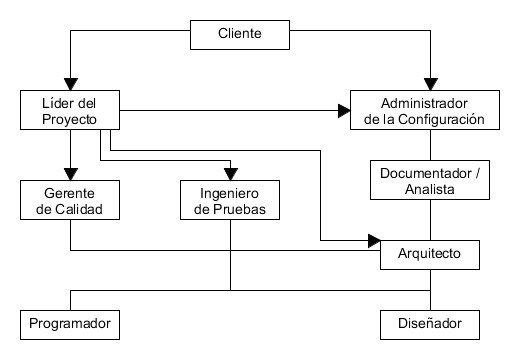 Cliente
Líder del
Proyecto
Administrador
de la Configuración
Documentador /
Analista
Gerente
de Calidad
Ingeniero
de Pruebas
Arquitecto
Programador
Diseñador